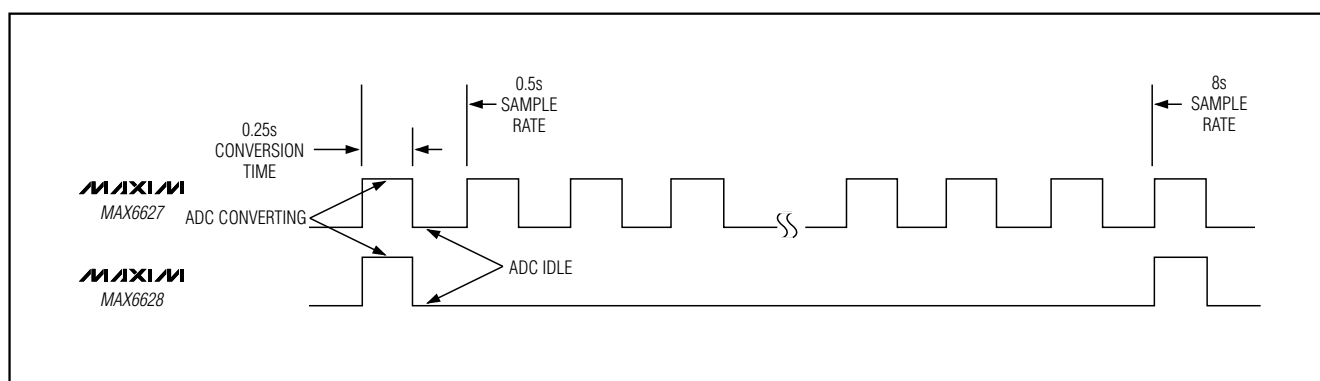 0.5s
SAMPLE
RATE
8s
SAMPLE
RATE
0.25s
CONVERSION
TIME
MAXIM
MAX6627
ADC CONVERTING
ADC IDLE
MAXIM
MAX6628